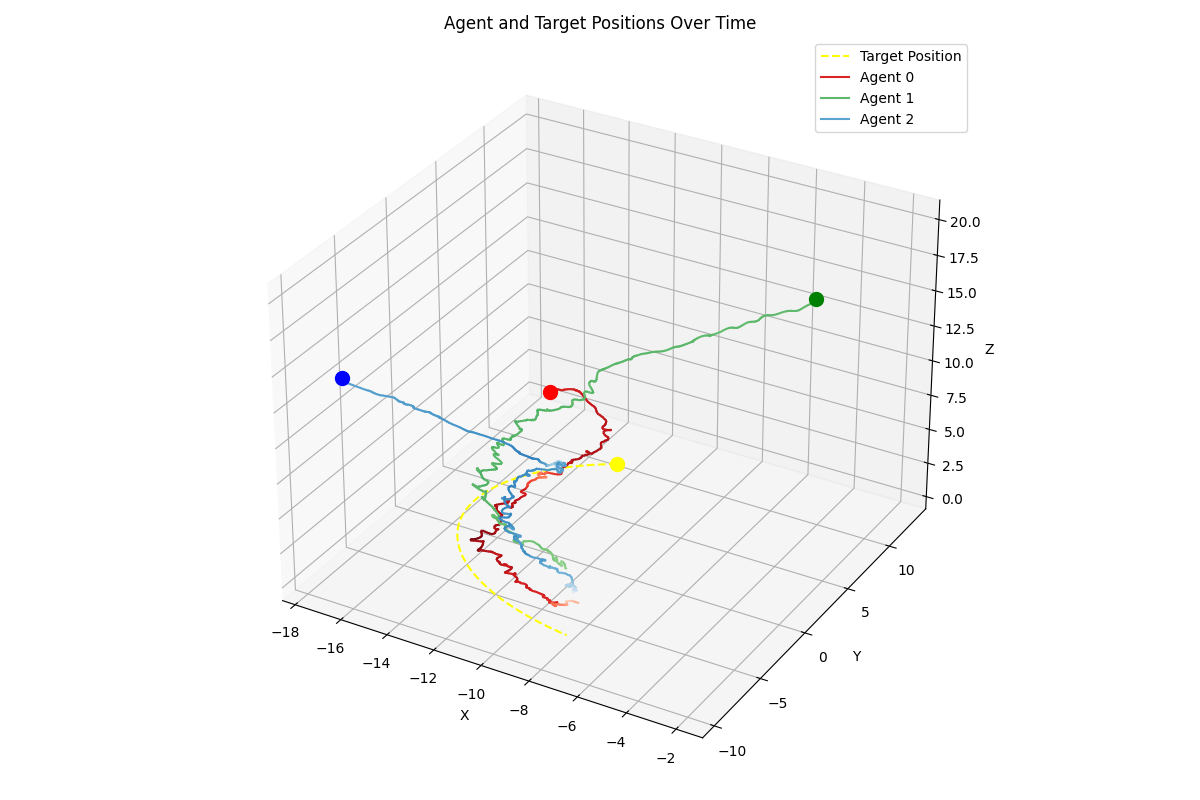 Agent and Target Positions Over Time
Target Position
Agent 0
Agent 1
Agent 2
20.0
17.5
15.0
12.5
10.0
7.5
5.0
2.5
0.0
Z
10
5
0
−5
−10
Y
−18
−16
−14
−12
−10
−8
−6
−4
−2
X